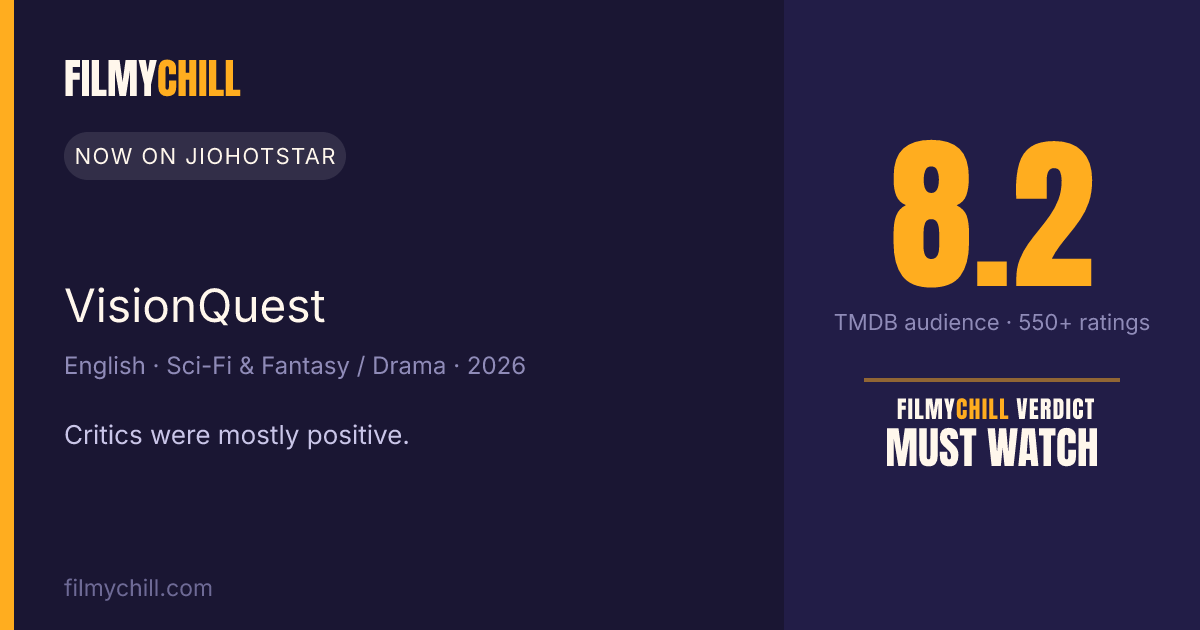 FILMYCHILL
NOW ON JIOHOTSTAR
VisionQuest
English · Sci-Fi & Fantasy / Drama · 2026
Critics were mostly positive.
filmychill.com
8.2
TMDB audience · 550+ ratings
FILMYCHILL VERDICT
MUST WATCH